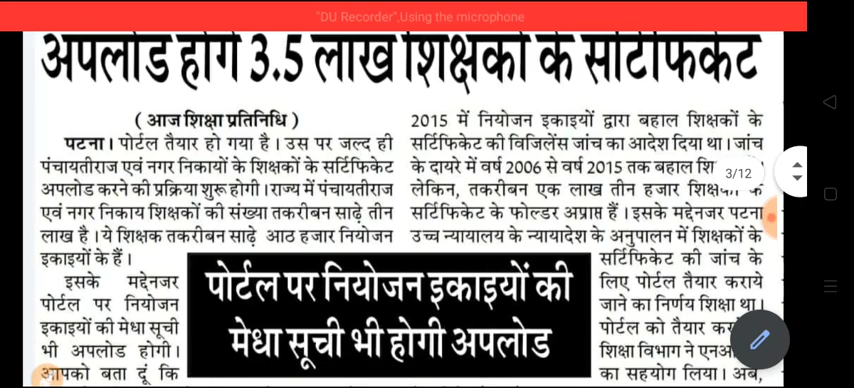 "DU Recorder",Using the microphone
अपलोड होंगे 3.5 लाख शिक्षकों के सर्टिफिकेट
( आज शिक्षा प्रतिनिधि )
पटना। पोर्टल तैयार हो गया है। उस पर जल्द ही
पंचायतीराज एवं नगर निकायों के शिक्षकों के सर्टिफिकेट
अपलोड करने की प्रक्रिया शुरू होगी। राज्य में पंचायतीराज
एवं नगर निकाय शिक्षकों की संख्या तकरीबन साढ़े तीन
लाख है। ये शिक्षक तकरीबन साढ़े आठ हजार नियोजन
इकाइयों के हैं।
इसके मद्देनजर
पोर्टल पर नियोजन
इकाइयों की मेधा सूची
भी अपलोड होगी।
आपको बता दूं कि
पोर्टल पर नियोजन इकाइयों की
मेधा सूची भी होगी अपलोड
2015 में नियोजन इकाइयों द्वारा बहाल शिक्षकों के
सर्टिफिकेट की विजिलेंस जांच का आदेश दिया था। जांच
के दायरे में वर्ष 2006 से वर्ष 2015 तक बहाल
लेकिन, तकरीबन एक लाख तीन हजार
सर्टिफिकेट के फोल्डर अप्राप्त हैं। इसके मद्देनजर पटना
उच्च न्यायालय के न्यायादेश के अनुपालन में शिक्षकों के
सर्टिफिकेट की जांच के
लिए पोर्टल तैयार कराये
जाने का निर्णय शिक्षा था।
पोर्टल को तैयार
शिक्षा विभाग ने
का सहयोग लिया। अब,
3/12